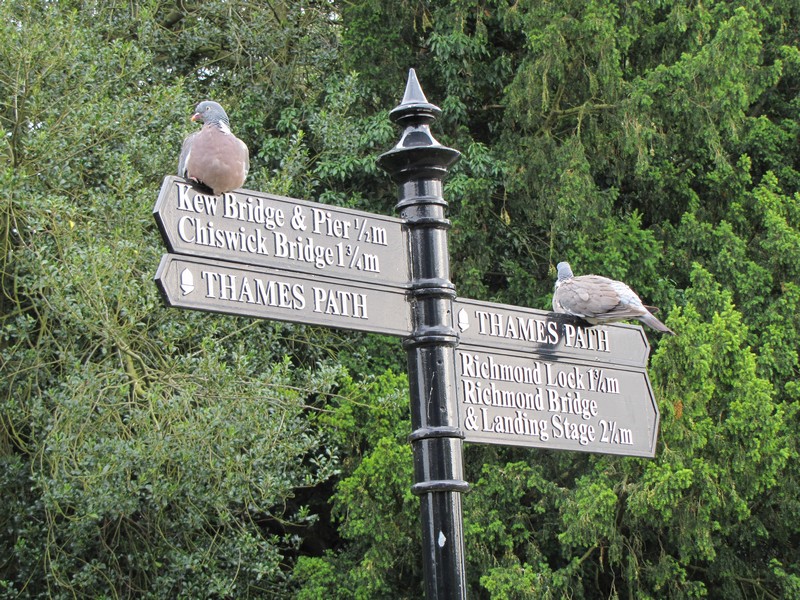 Kew Bridge & Pier ½m
Chiswick Bridge 1¾m
THAMES PATH
THAMES PATH
Richmond Lock 1¾m
Richmond Bridge
& Landing Stage 2¼m